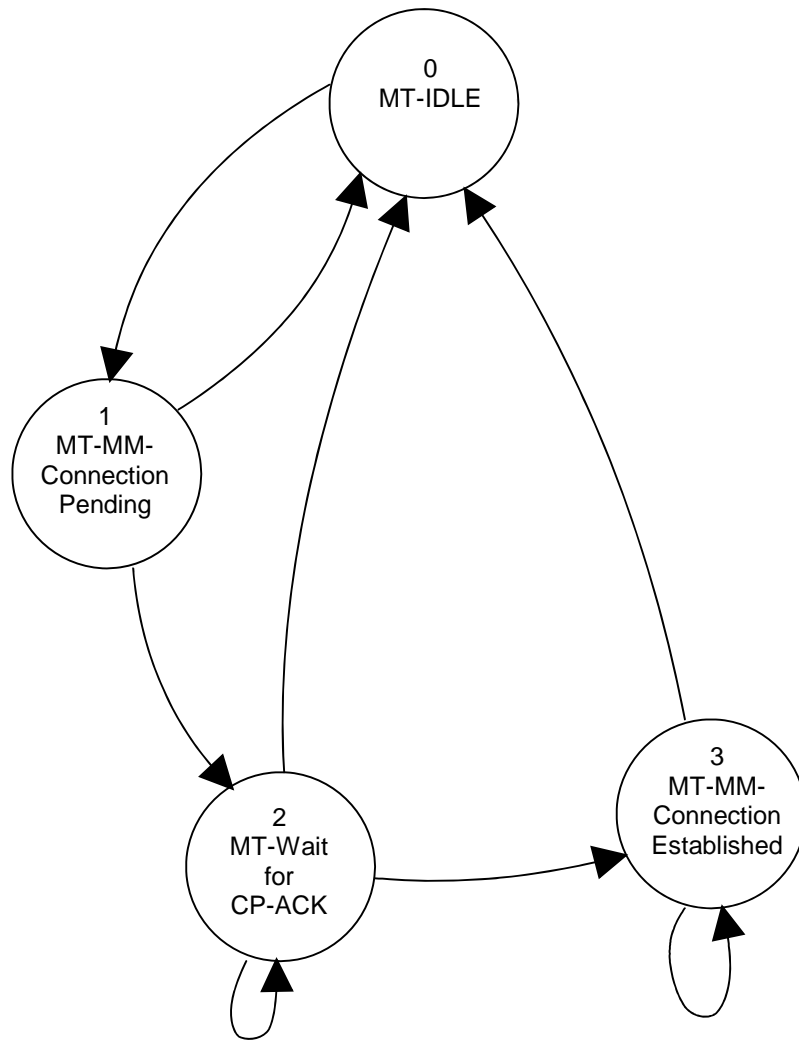 0
MT-IDLE
1
MT-MM-
Connection
Pending
2
MT-Wait
for
CP-ACK
3
MT-MM-
Connection
Established